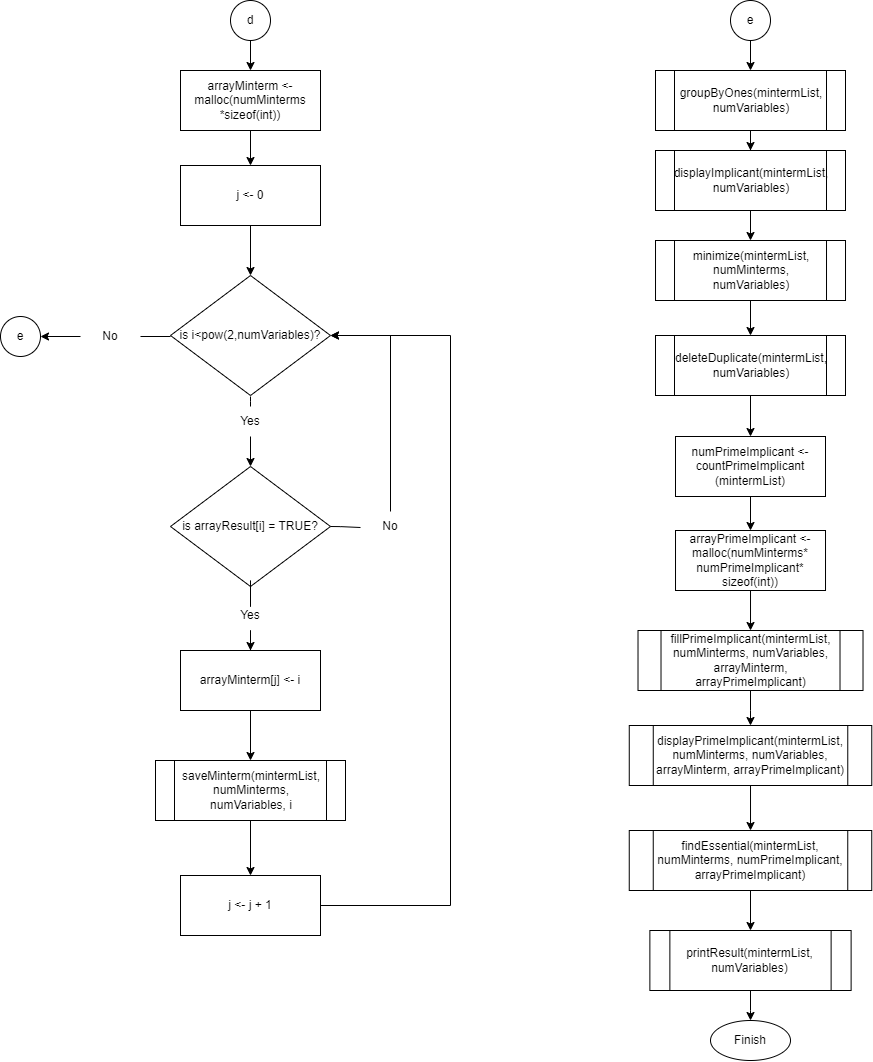 d
arrayMinterm <-
malloc(numMinterms
*sizeof(int))
j <- 0
is i<pow(2,numVariables)?
No
e
Yes
is arrayResult[i] = TRUE?
No
Yes
arrayMinterm[j] <- i
saveMinterm(mintermList,
numMinterms,
numVariables, i
j <- j + 1
e
groupByOnes(mintermList,
numVariables)
displayImplicant(mintermList,
numVariables)
minimize(mintermList,
numMinterms,
numVariables)
deleteDuplicate(mintermList,
numVariables)
numPrimeImplicant <-
countPrimeImplicant
(mintermList)
arrayPrimeImplicant <-
malloc(numMinterms*
numPrimeImplicant*
sizeof(int))
fillPrimeImplicant(mintermList,
numMinterms, numVariables,
arrayMinterm,
arrayPrimeImplicant)
displayPrimeImplicant(mintermList,
numMinterms, numVariables,
arrayMinterm, arrayPrimeImplicant)
findEssential(mintermList,
numMinterms, numPrimeImplicant,
arrayPrimeImplicant)
printResult(mintermList,
numVariables)
Finish